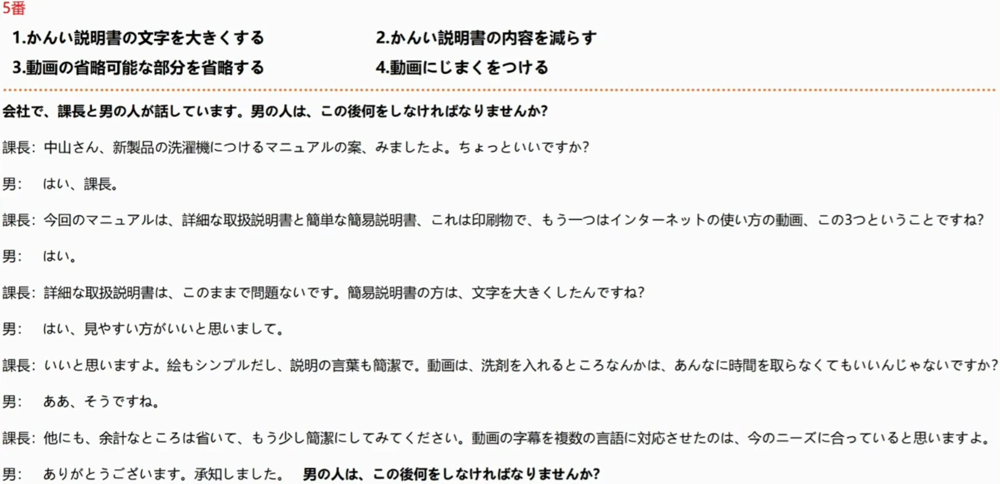 5番
1.かんい説明書の文字を大きくする 2.かんい説明書の内容を減らす
3.動画の省略可能な部分を省略する 4.動画にじまくをつける
会社で、課長と男の人が話しています。男の人は、この後何をしなければなりませんか?
課長：中山さん、新製品の洗濯機につけるマニュアルの案、みましたよ。ちょっといいですか?
男： はい、課長。
課長：今回のマニュアルは、詳細な取扱説明書と簡単な簡易説明書、これは印刷物で、もう一つはインターネットの使い方の動画、この3つということですね?
男： はい。
課長：詳細な取扱説明書は、このままで問題ないです。簡易説明書の方は、文字を大きくしたんですね?
男： はい、見やすい方がいいと思いまして。
課長：いいと思いますよ。絵もシンプルだし、説明の言葉も簡潔で。動画は、洗剤を入れるところなんかは、あんなに時間を取らなくてもいいんじゃないですか?
男： ああ、そうですね。
課長：他にも、余計なところは省いて、もう少し簡潔にしてみてください。動画の字幕を複数の言語に対応させたのは、今のニーズに合っていると思いますよ。
男： ありがとうございます。承知しました。 男の人は、この後何をしなければなりませんか?